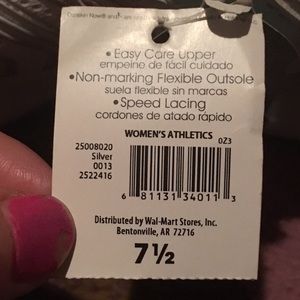 •Easy Care Upper
empeine de fácil cuidado
•Non-marking Flexible Outsole
suela flexible sin marcas
•Speed Lacing
cordones de atado rápido
WOMEN'S ATHLETICS
0Z3
25008020
Silver
0013
2522416
6 81131 34011 3
Distributed by Wal-Mart Stores, Inc.
Bentonville, AR 72716
7½